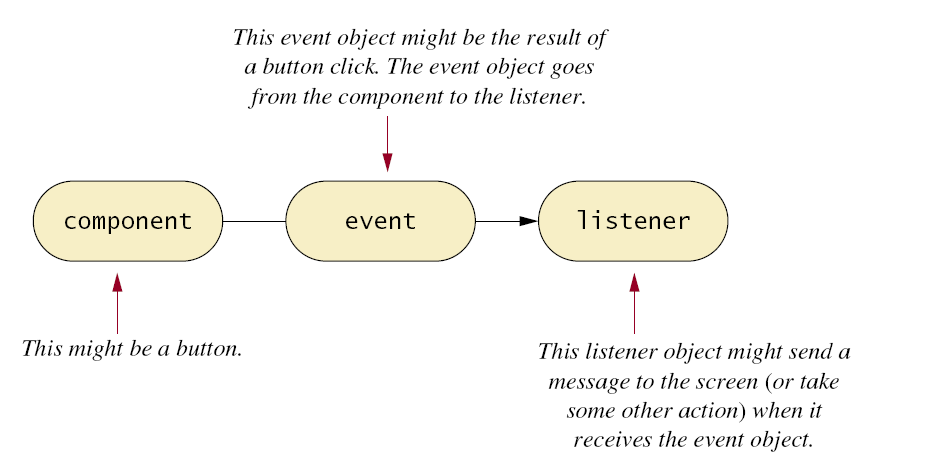 This event object might be the result of
a button click. The event object goes
from the component to the listener.
component
event
listener
This might be a button.
This listener object might send a
message to the screen (or take
some other action) when it
receives the event object.